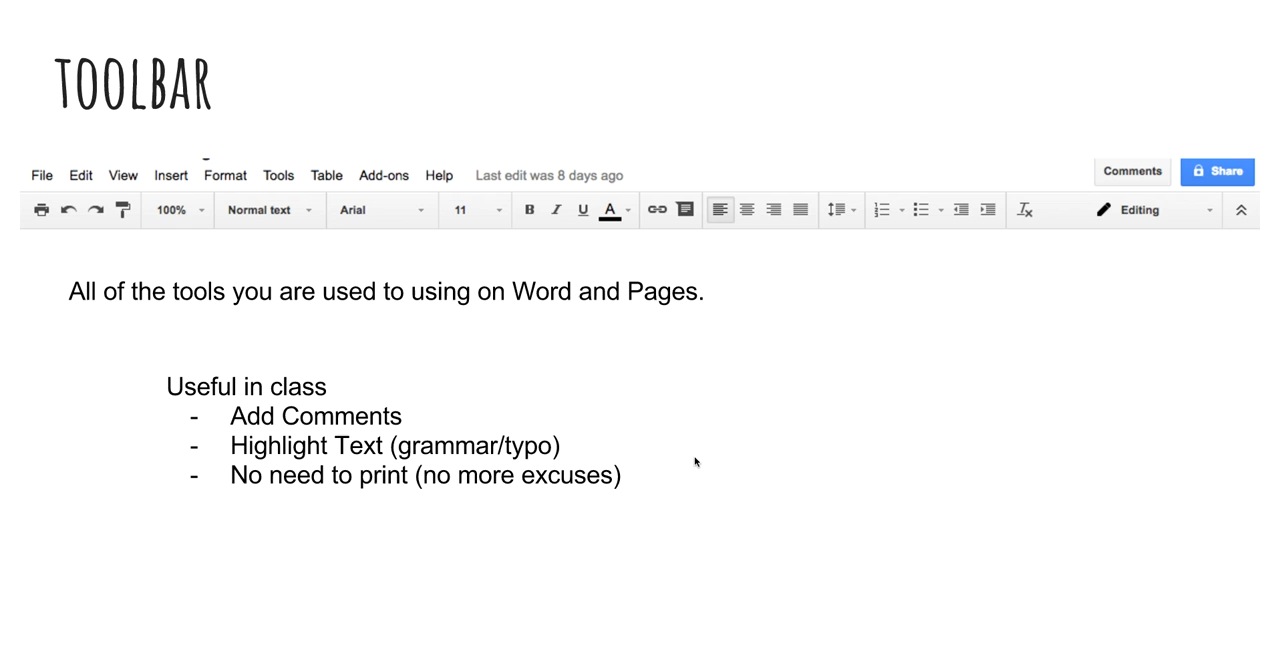 TOOLBAR
Comments Share
File Edit View Insert Format Tools Table Add-ons Help Last edit was 8 days ago
100% Normal text Arial 11 B I U A Editing
All of the tools you are used to using on Word and Pages.
Useful in class
- Add Comments
- Highlight Text (grammar/typo)
- No need to print (no more excuses)